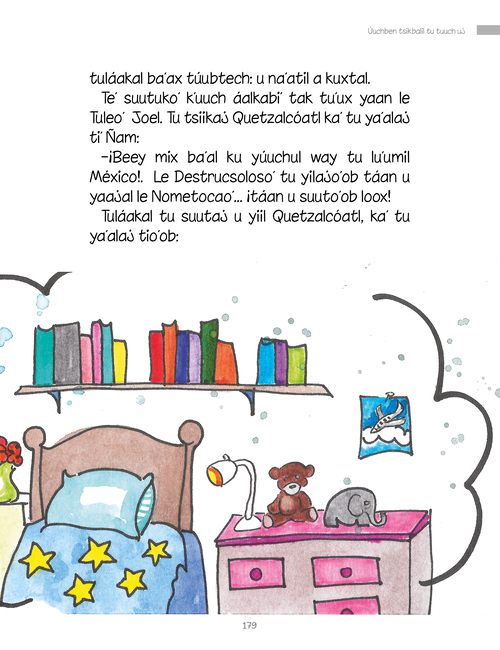 Úuchben tsikbalil tu tuuch uj
tuláakal ba'ax túubtech: u na'atil a kuxtal.
Te' suutuko' k'uuch áalkabi' tak tu'ux yaan le
Tuleo' Joel. Tu tsiikaj Quetzalcóatl ka' tu ya'alaj
ti' Ñam:
–¡Beey mix ba'al ku yúuchul way tu lu'umil
México!. Le Destrucsoloso' tu yilajo'ob táan u
yaajal le Nometocao'... ¡táan u suuto'ob loox!
Tuláakal tu suutaj u yiil Quetzalcóatl, ka' tu
ya'alaj tio'ob:
179